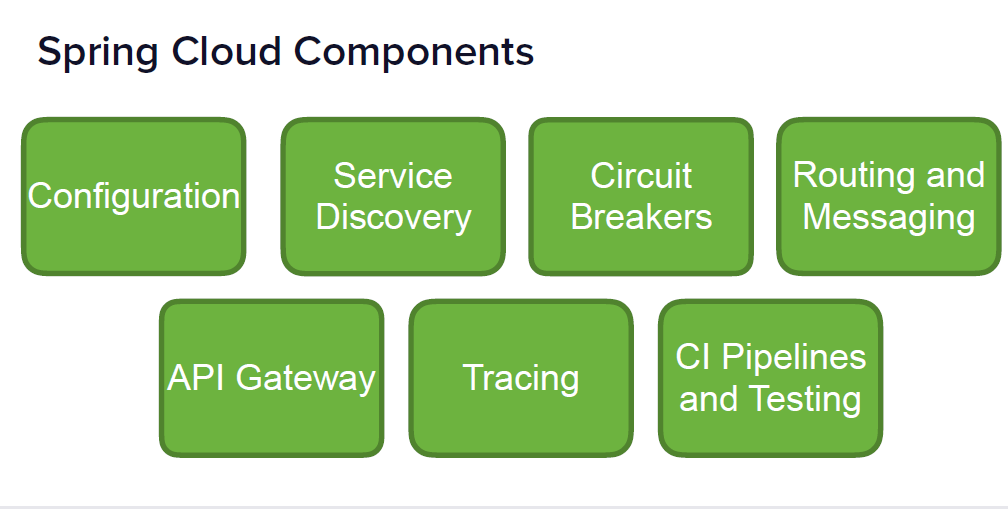 Spring Cloud Components
Configuration
Service
Discovery
Circuit
Breakers
Routing and
Messaging
API Gateway
Tracing
CI Pipelines
and Testing